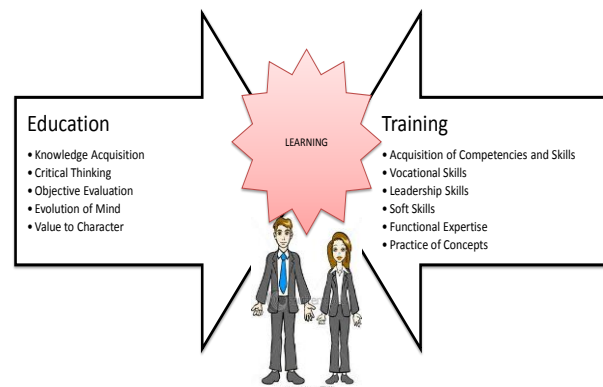 Education
• Knowledge Acquisition
• Critical Thinking
• Objective Evaluation
• Evolution of Mind
• Value to Character
LEARNING
Training
• Acquisition of Competencies and Skills
• Vocational Skills
• Leadership Skills
• Soft Skills
• Functional Expertise
• Practice of Concepts